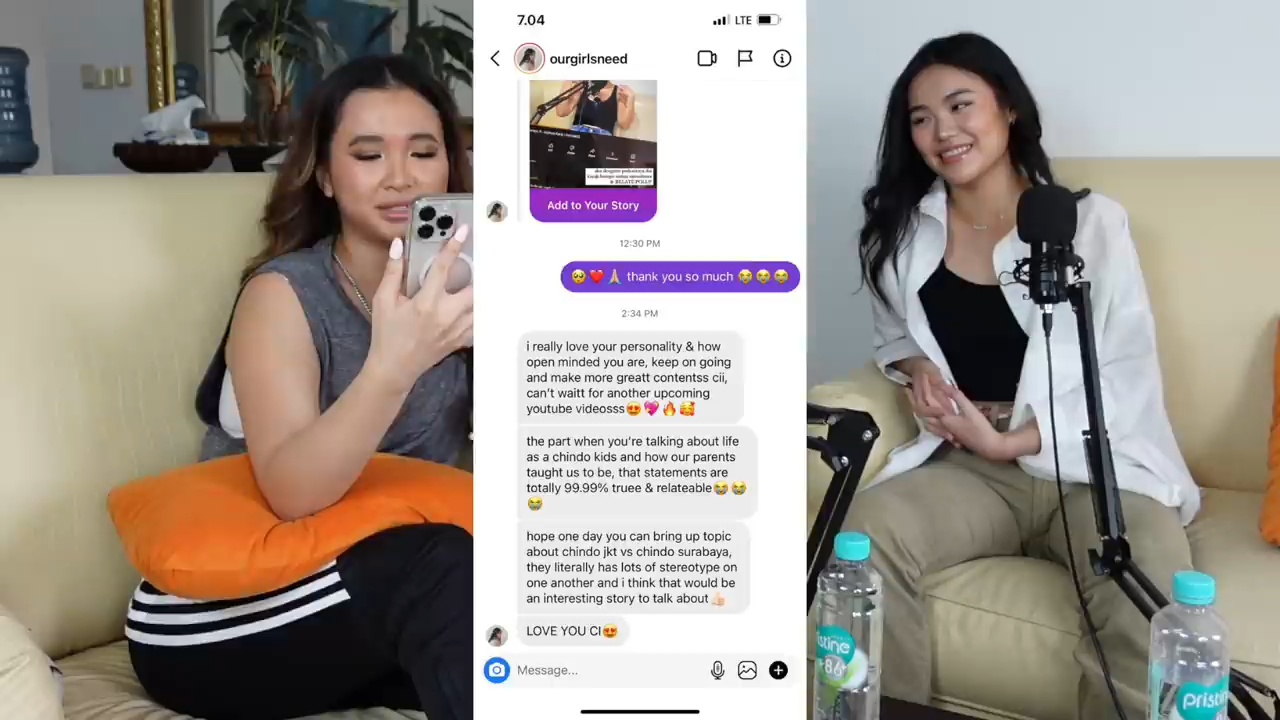 7.04
LTE
ourgirlsneed
Add to Your Story
12:30 PM
🥺❤️🙏🏼 thank you so much 😭😭😭
2:34 PM
i really love your personality & how
open minded you are, keep on going
and make more greatt contentss cii,
can't waitt for another upcoming
youtube videosss😍💖🔥🥰
the part when you're talking about life
as a chindo kids and how our parents
taught us to be, that statements are
totally 99.99% truee & relateable😭😭
😭
hope one day you can bring up topic
about chindo jkt vs chindo surabaya,
they literally has lots of stereotype on
one another and i think that would be
an interesting story to talk about👍🏻
LOVE YOU CI😍
Message...
pristine
8.6+
pristine